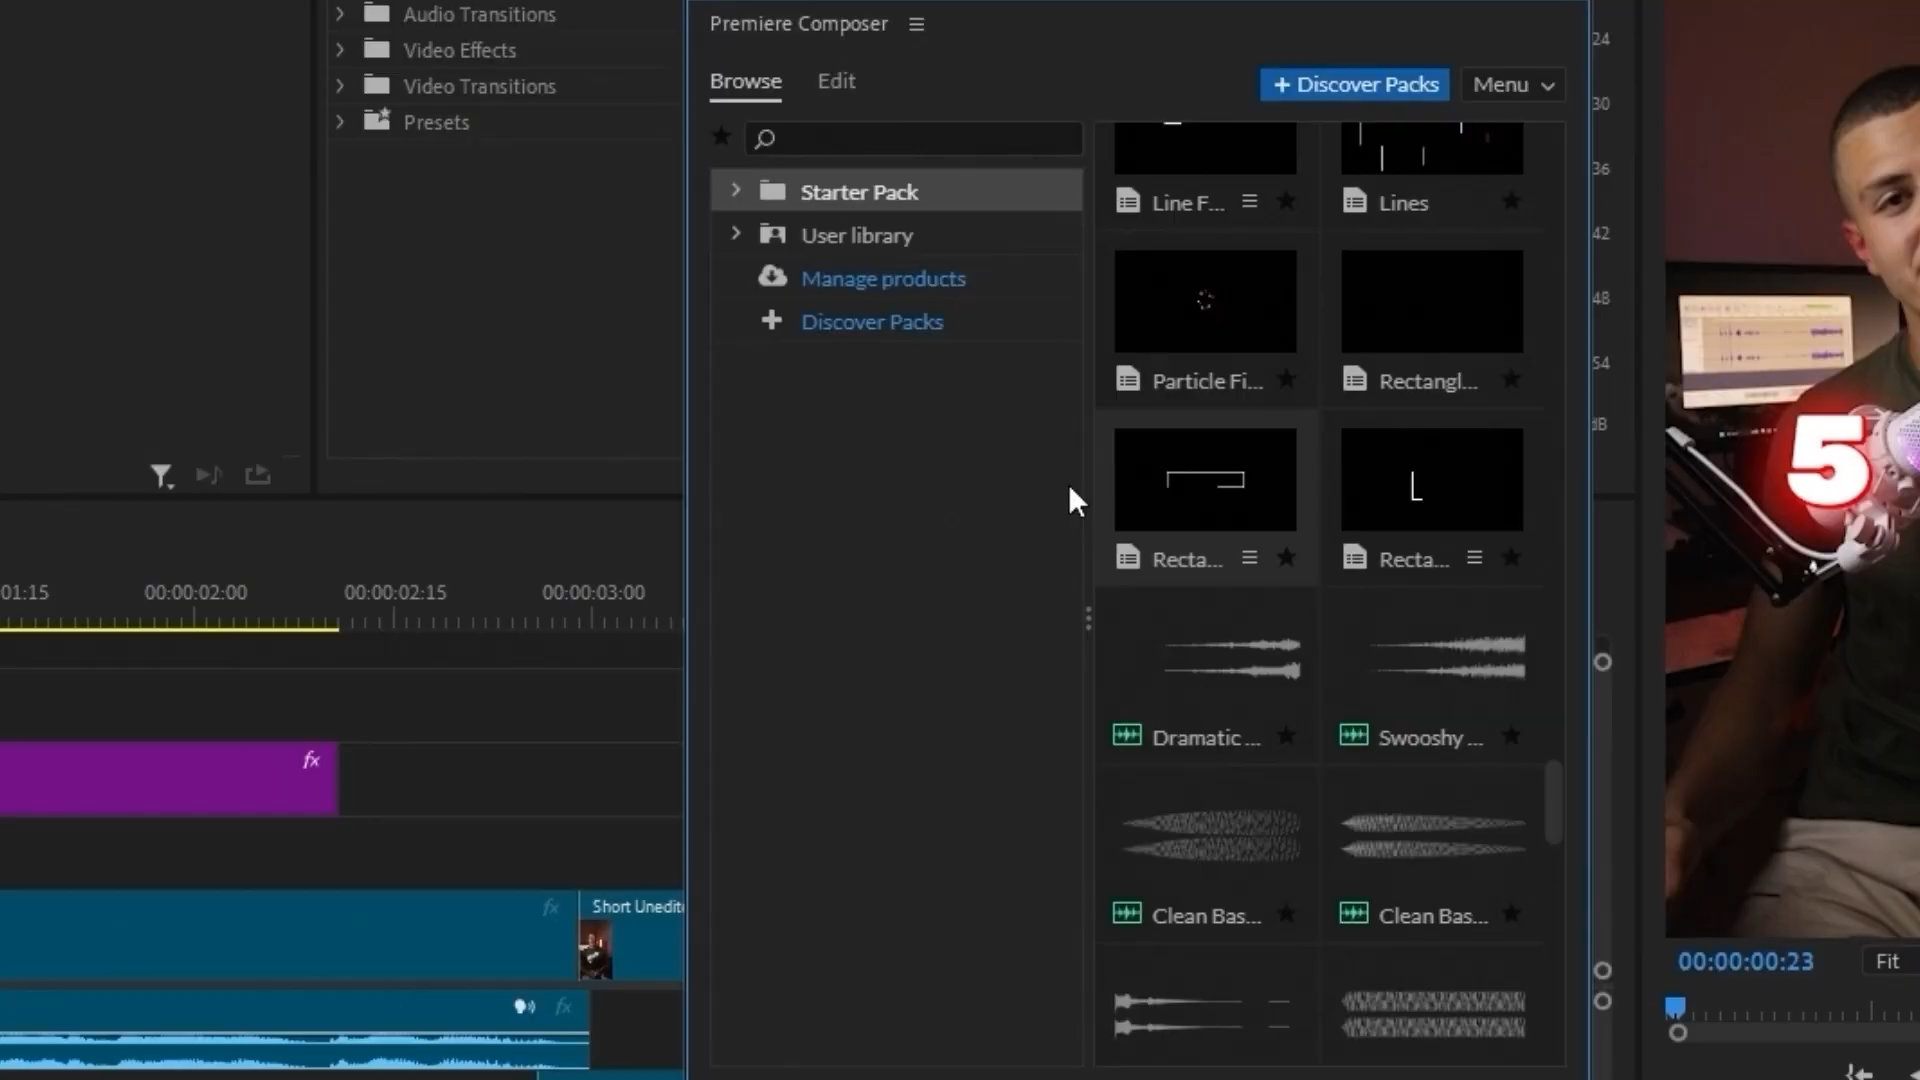 Audio Transitions
Video Effects
Video Transitions
Presets
Premiere Composer
Browse
Edit
+ Discover Packs
Menu
Starter Pack
User library
Manage products
Discover Packs
Line F...
Lines
Particle Fi...
Rectangl...
Recta...
Recta...
Dramatic ...
Swooshy ...
Clean Bas...
Clean Bas...
24
30
36
42
48
54
dB
5
01:15
00:00:02:00
00:00:02:15
00:00:03:00
fx
fx
Short Unedite
fx
00:00:00:23
Fit